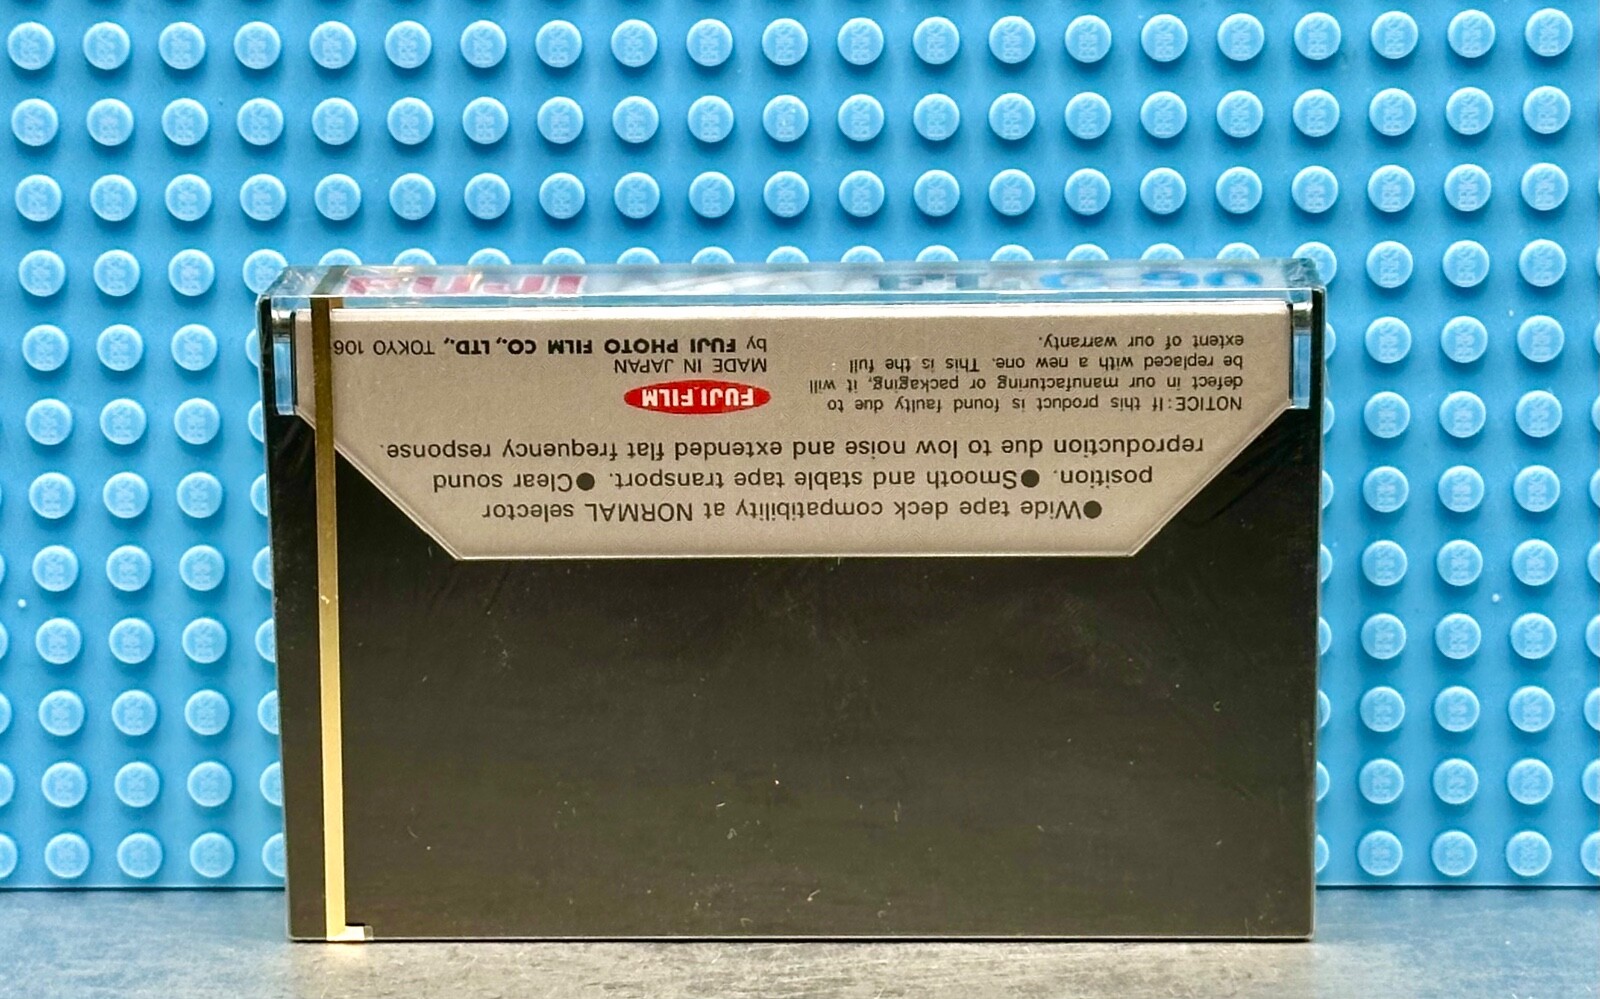 ●Wide tape deck compatibility at NORMAL selector
position. ●Smooth and stable tape transport. ●Clear sound
reproduction due to low noise and extended flat frequency response.
NOTICE: If this product is found faulty due to
defect in our manufacturing or packaging, it will
be replaced with a new one. This is the full
extent of our warranty.
FUJI FILM
MADE IN JAPAN
by FUJI PHOTO FILM CO., LTD., TOKYO 106
FUJI